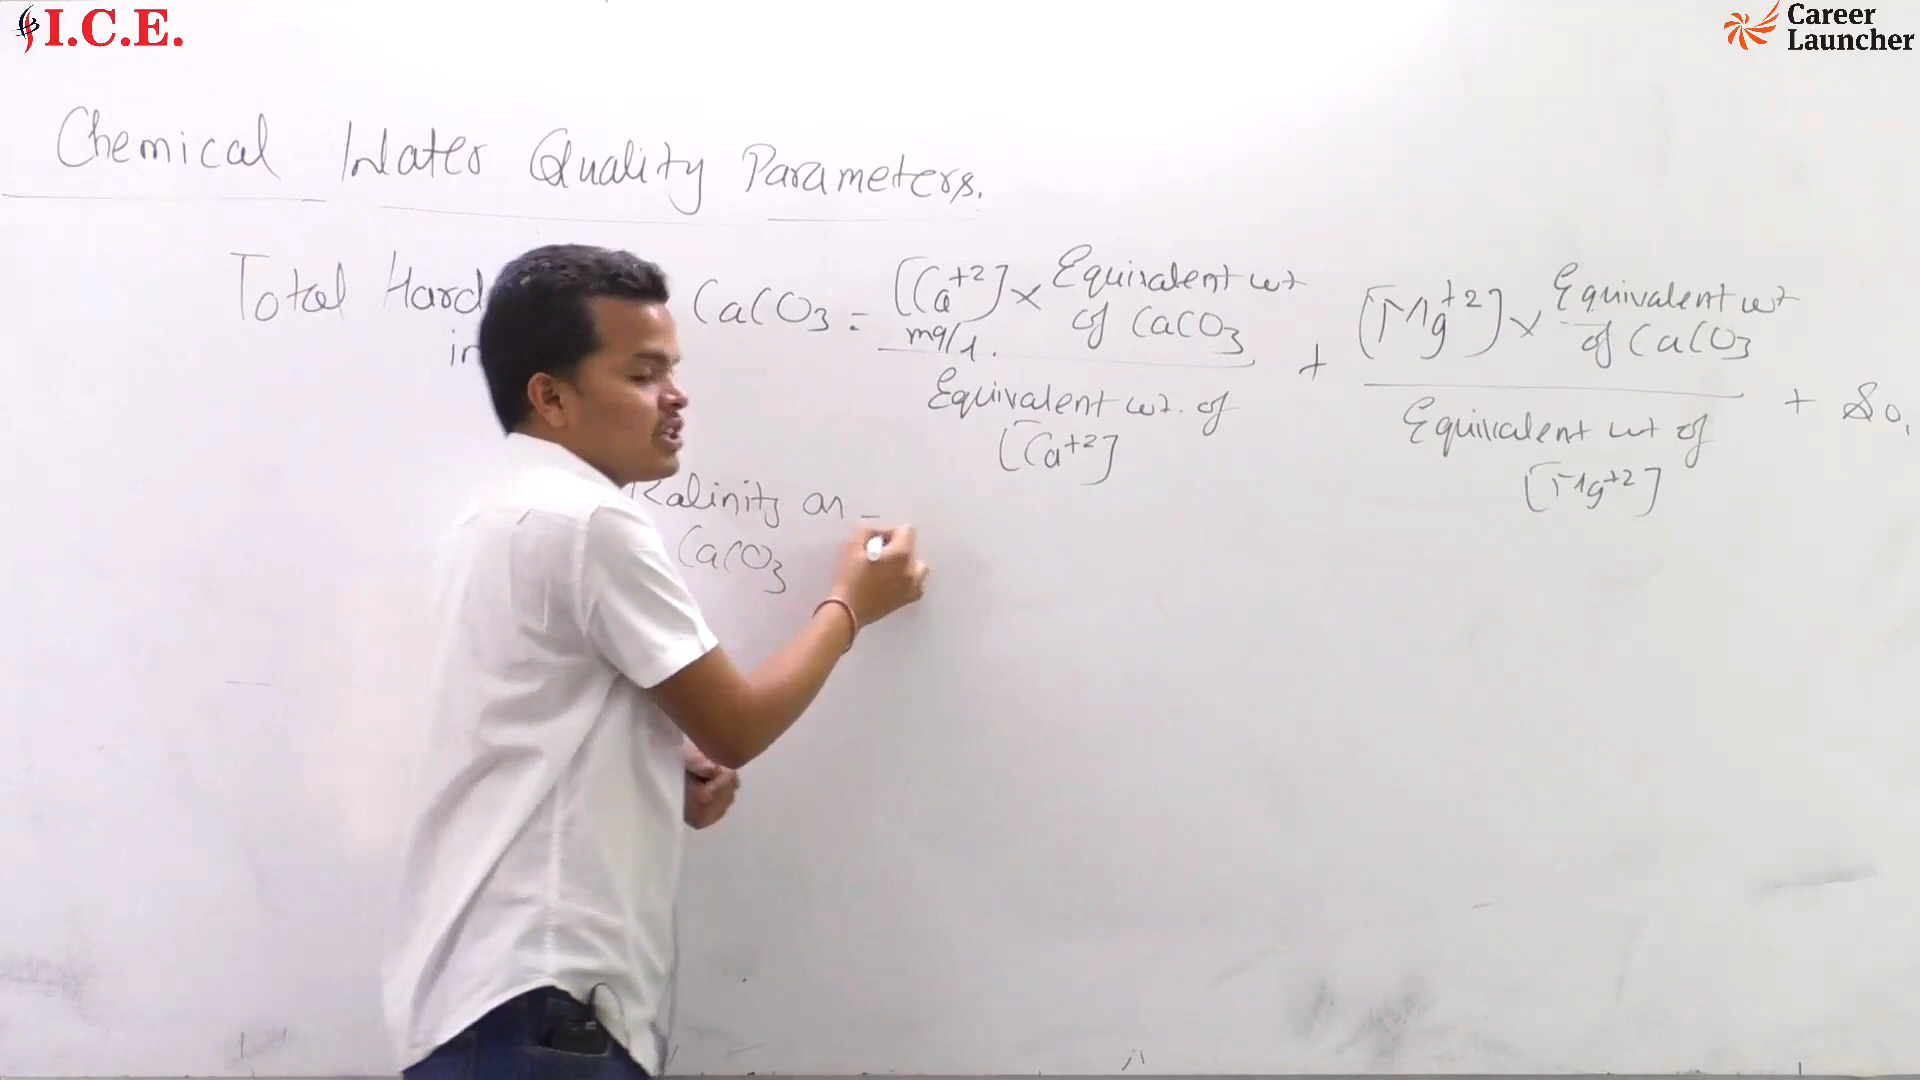 I.C.E.
Career
Launcher
Chemical Water Quality Parameters.
Total Hard CaCO3 = [Ca+2] mg/l. × Equivalent wt of CaCO3 / Equivalent wt. of [Ca+2] + [Mg+2] × Equivalent wt of CaCO3 / Equivalent wt of [Mg+2] + So,
in
kalinity as =
CaCO3